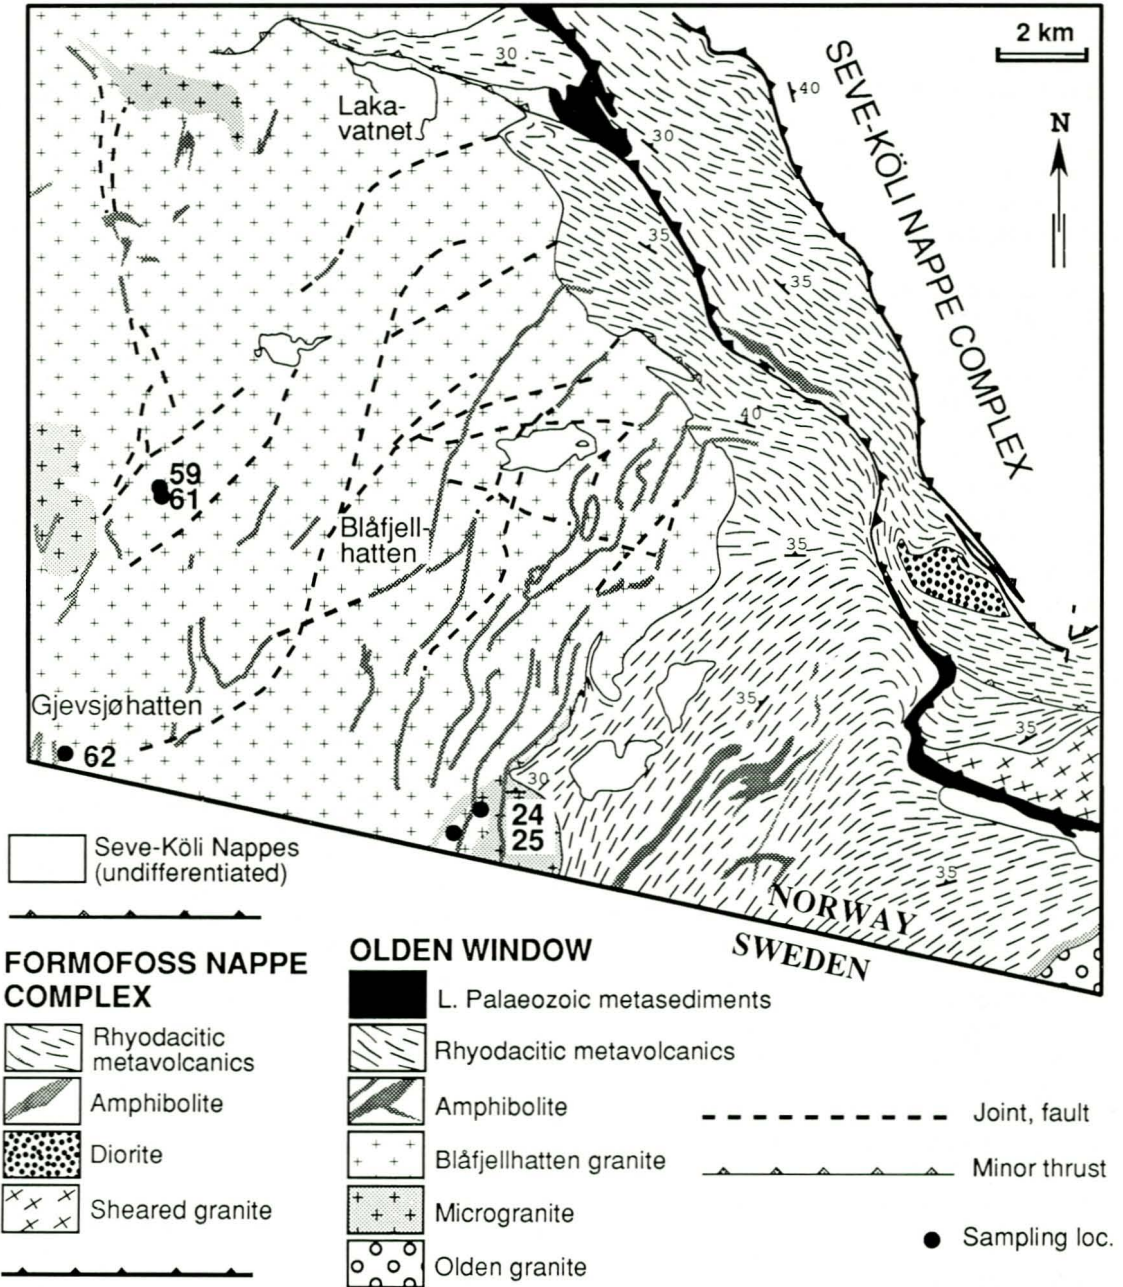 2 km
N
SEVE-KÖLI NAPPE COMPLEX
30
40
Laka-
vatnet
30
35
35
40
59
61
Blåfjell-
hatten
35
Gjevsjøhatten
35
35
62
30
24
25
35
NORWAY
SWEDEN
Seve-Köli Nappes
(undifferentiated)
FORMOFOSS NAPPE
COMPLEX
Rhyodacitic
metavolcanics
Amphibolite
Diorite
Sheared granite
OLDEN WINDOW
L. Palaeozoic metasediments
Rhyodacitic metavolcanics
Amphibolite
Blåfjellhatten granite
Microgranite
Olden granite
Joint, fault
Minor thrust
Sampling loc.